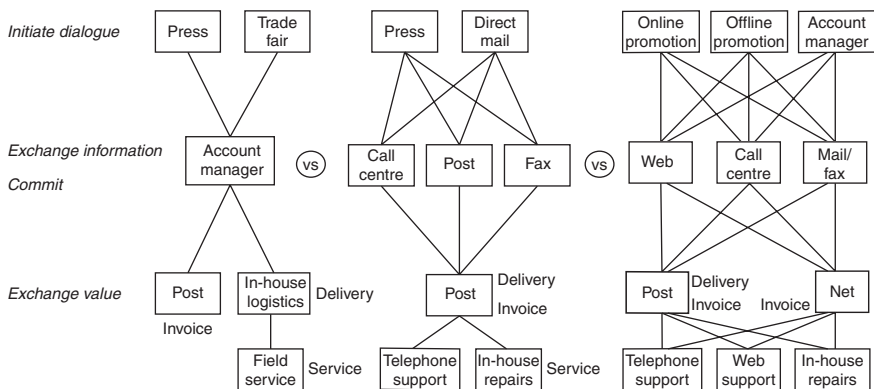 Initiate dialogue
Press
Trade
fair
Press
Direct
mail
Online
promotion
Offline
promotion
Account
manager
Exchange information
Commit
Account
manager
vs
Call
centre
Post
Fax
vs
Web
Call
centre
Mail/
fax
Exchange value
Post
Invoice
In-house
logistics
Delivery
Post
Delivery
Invoice
Post
Delivery
Invoice
Invoice
Net
Field
service
Service
Telephone
support
In-house
repairs
Service
Telephone
support
Web
support
In-house
repairs